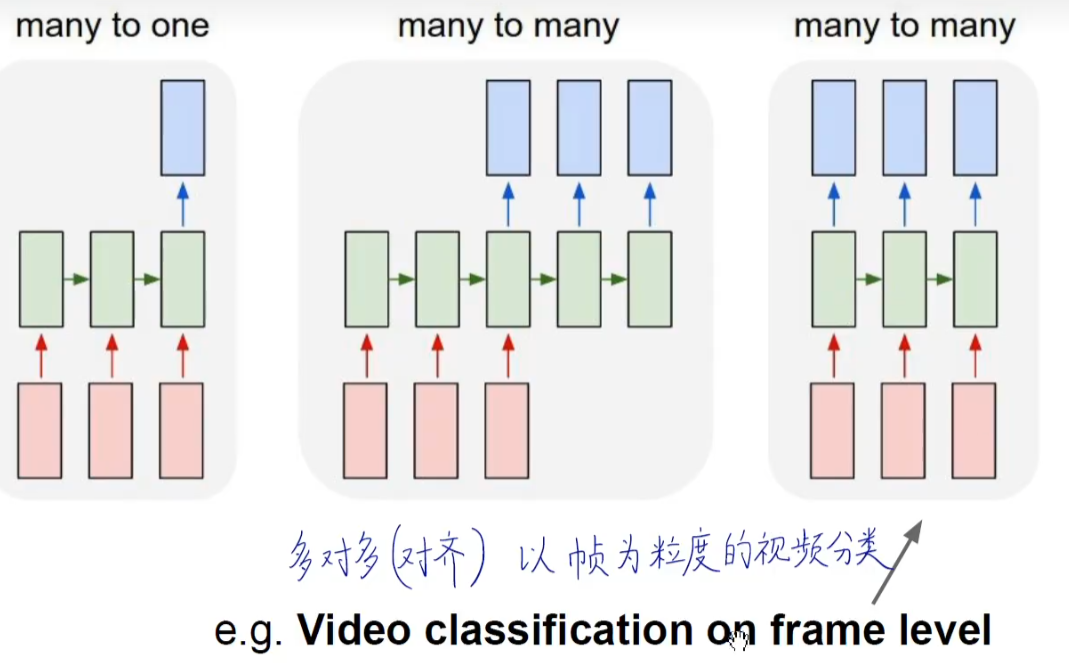 many to one many to many many to many
多对多(对齐) 以帧为粒度的视频分类
e.g. Video classification on frame level